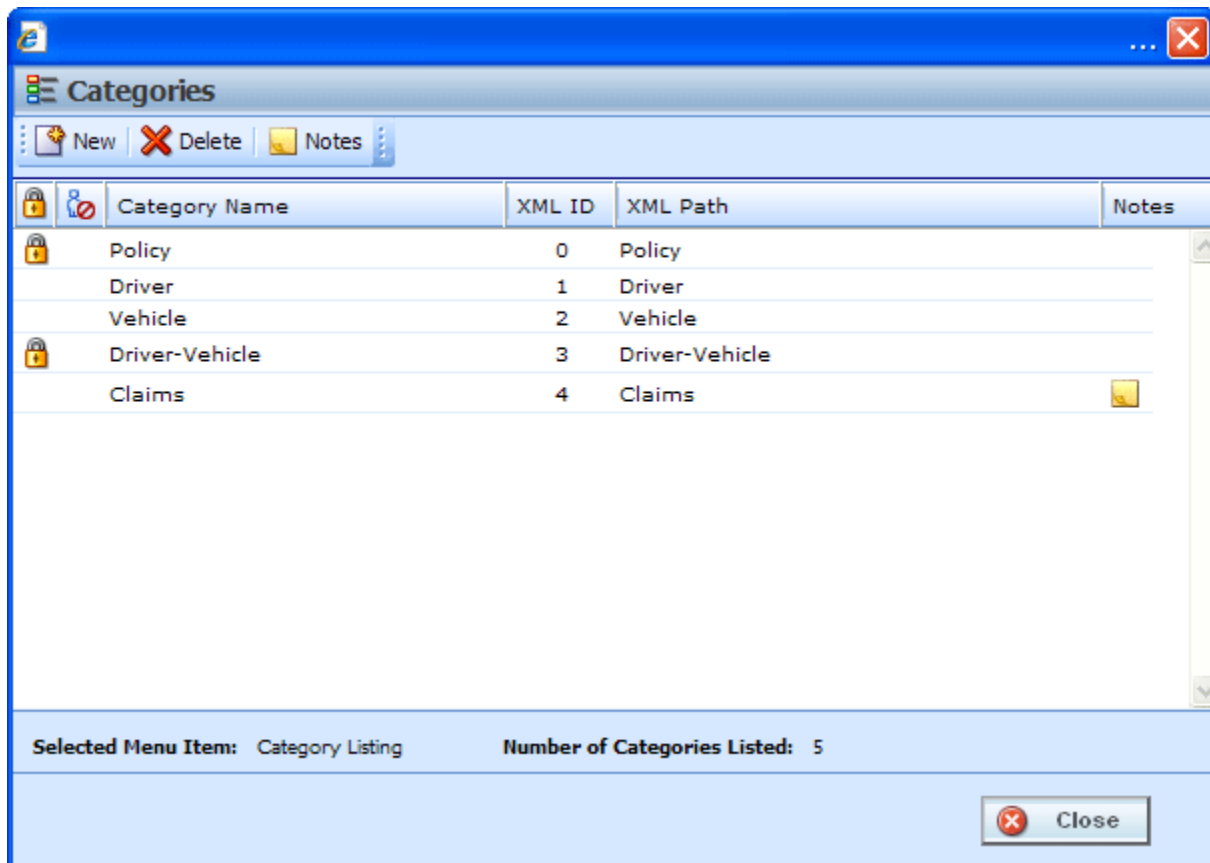 ...
Categories
New Delete Notes
Category Name XML ID XML Path Notes
Policy 0 Policy
Driver 1 Driver
Vehicle 2 Vehicle
Driver-Vehicle 3 Driver-Vehicle
Claims 4 Claims
Selected Menu Item: Category Listing Number of Categories Listed: 5
Close